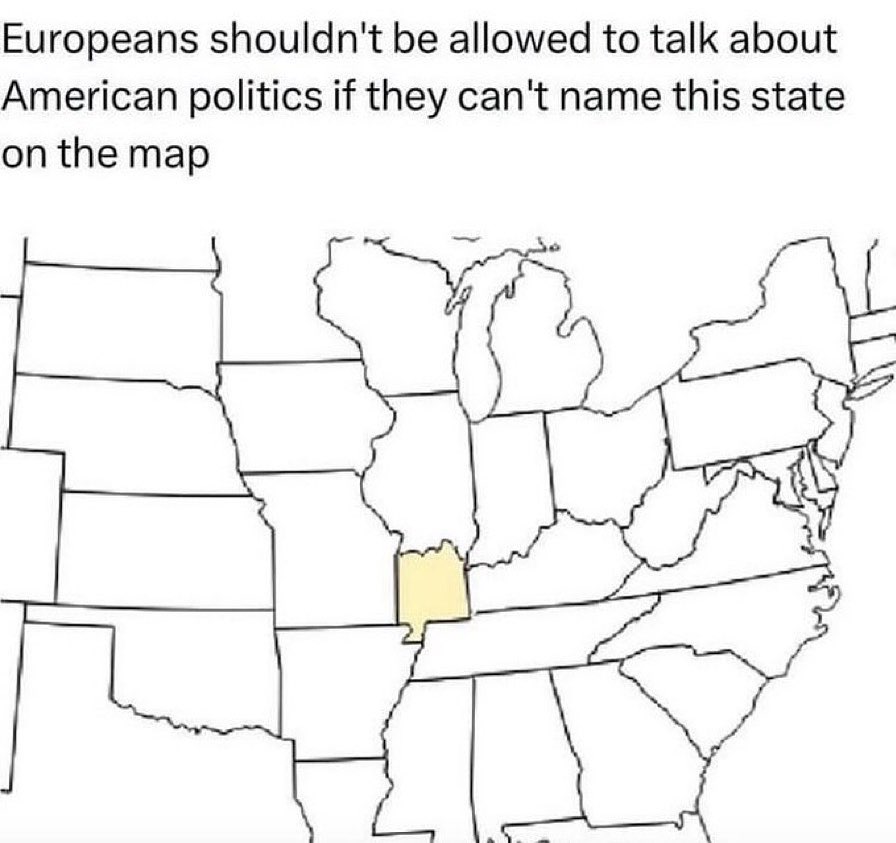 Europeans shouldn't be allowed to talk about
American politics if they can't name this state
on the map